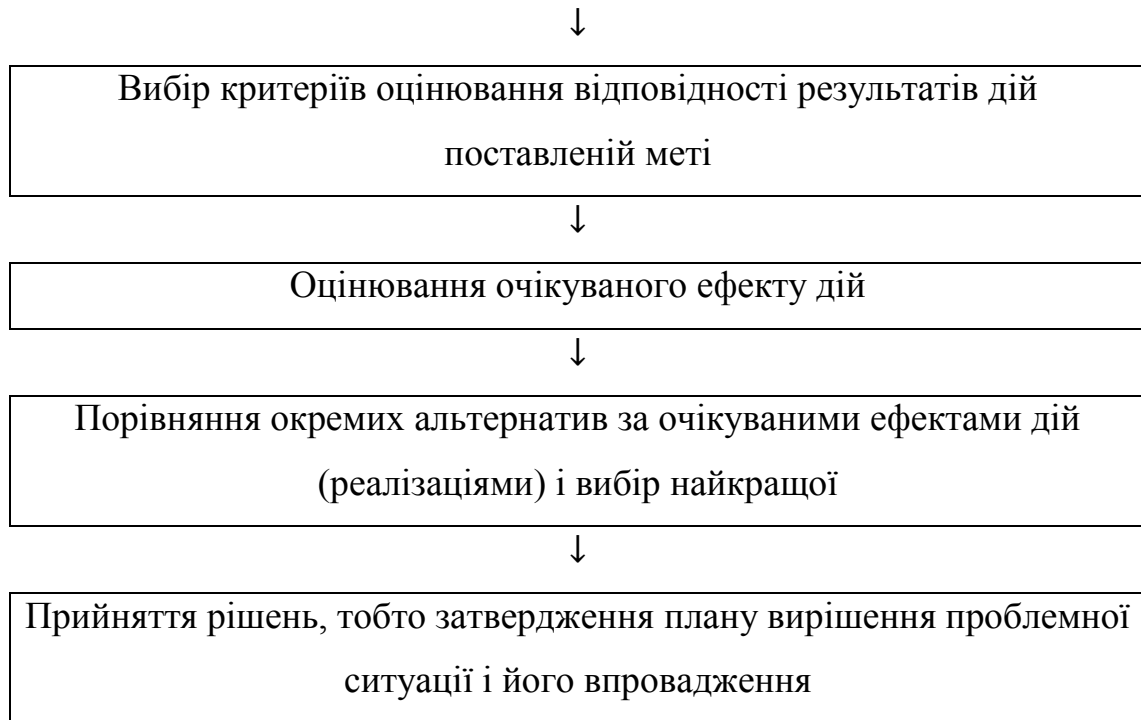 ↓
Вибір критеріїв оцінювання відповідності результатів дій
поставленій меті
↓
Оцінювання очікуваного ефекту дій
↓
Порівняння окремих альтернатив за очікуваними ефектами дій
(реалізаціями) і вибір найкращої
↓
Прийняття рішень, тобто затвердження плану вирішення проблемної
ситуації і його впровадження